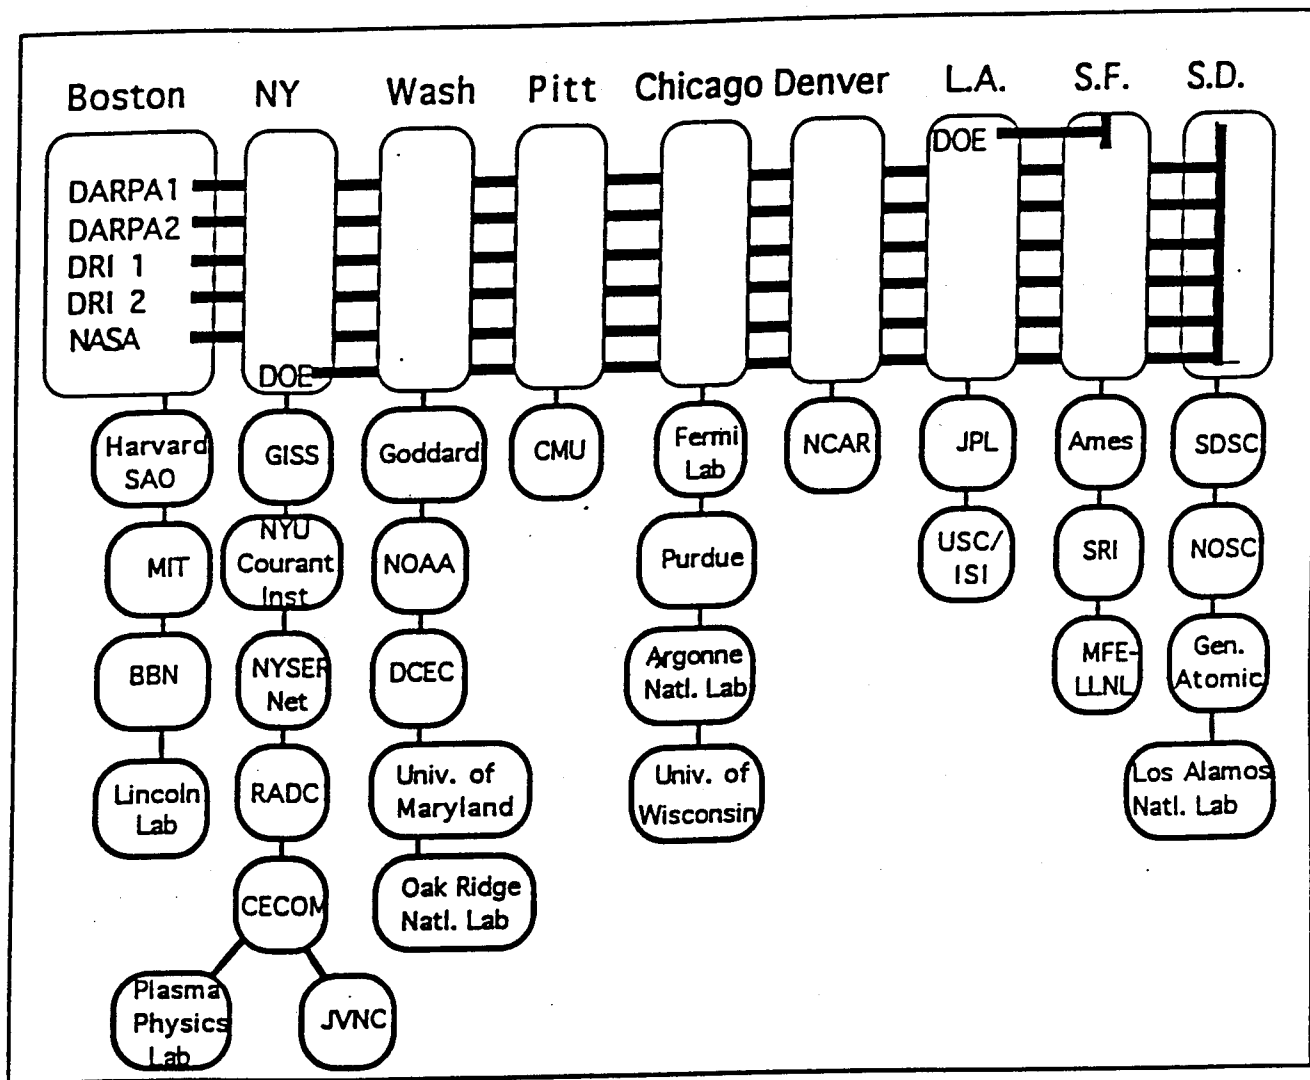 Boston NY Wash Pitt Chicago Denver L.A. S.F. S.D.
DOE
DARPA1
DARPA2
DRI 1
DRI 2
NASA
DOE
Harvard
SAO
MIT
BBN
Lincoln
Lab
GISS
NYU
Courant
Inst
NYSER
Net
RADC
CECOM
Plasma
Physics
Lab
JVNC
Goddard
NOAA
DCEC
Univ. of
Maryland
Oak Ridge
Natl. Lab
CMU
Fermi
Lab
Purdue
Argonne
Natl. Lab
Univ. of
Wisconsin
NCAR
JPL
USC/
ISI
Ames
SRI
MFE-
LLNL
SDSC
NOSC
Gen.
Atomic
Los Alamos
Natl. Lab